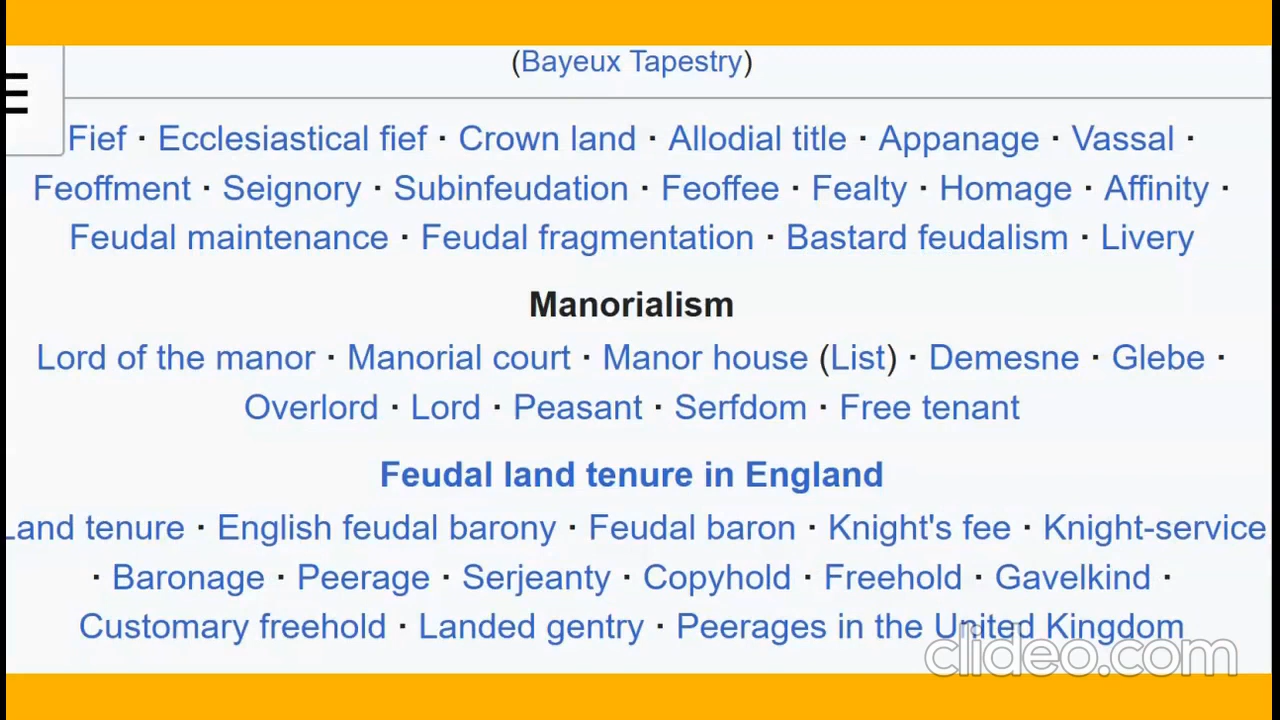 (Bayeux Tapestry)
Fief · Ecclesiastical fief · Crown land · Allodial title · Appanage · Vassal ·
Feoffment · Seignory · Subinfeudation · Feoffee · Fealty · Homage · Affinity ·
Feudal maintenance · Feudal fragmentation · Bastard feudalism · Livery
Manorialism
Lord of the manor · Manorial court · Manor house (List) · Demesne · Glebe ·
Overlord · Lord · Peasant · Serfdom · Free tenant
Feudal land tenure in England
Land tenure · English feudal barony · Feudal baron · Knight's fee · Knight-service
· Baronage · Peerage · Serjeanty · Copyhold · Freehold · Gavelkind ·
Customary freehold · Landed gentry · Peerages in the United Kingdom
clideo.com